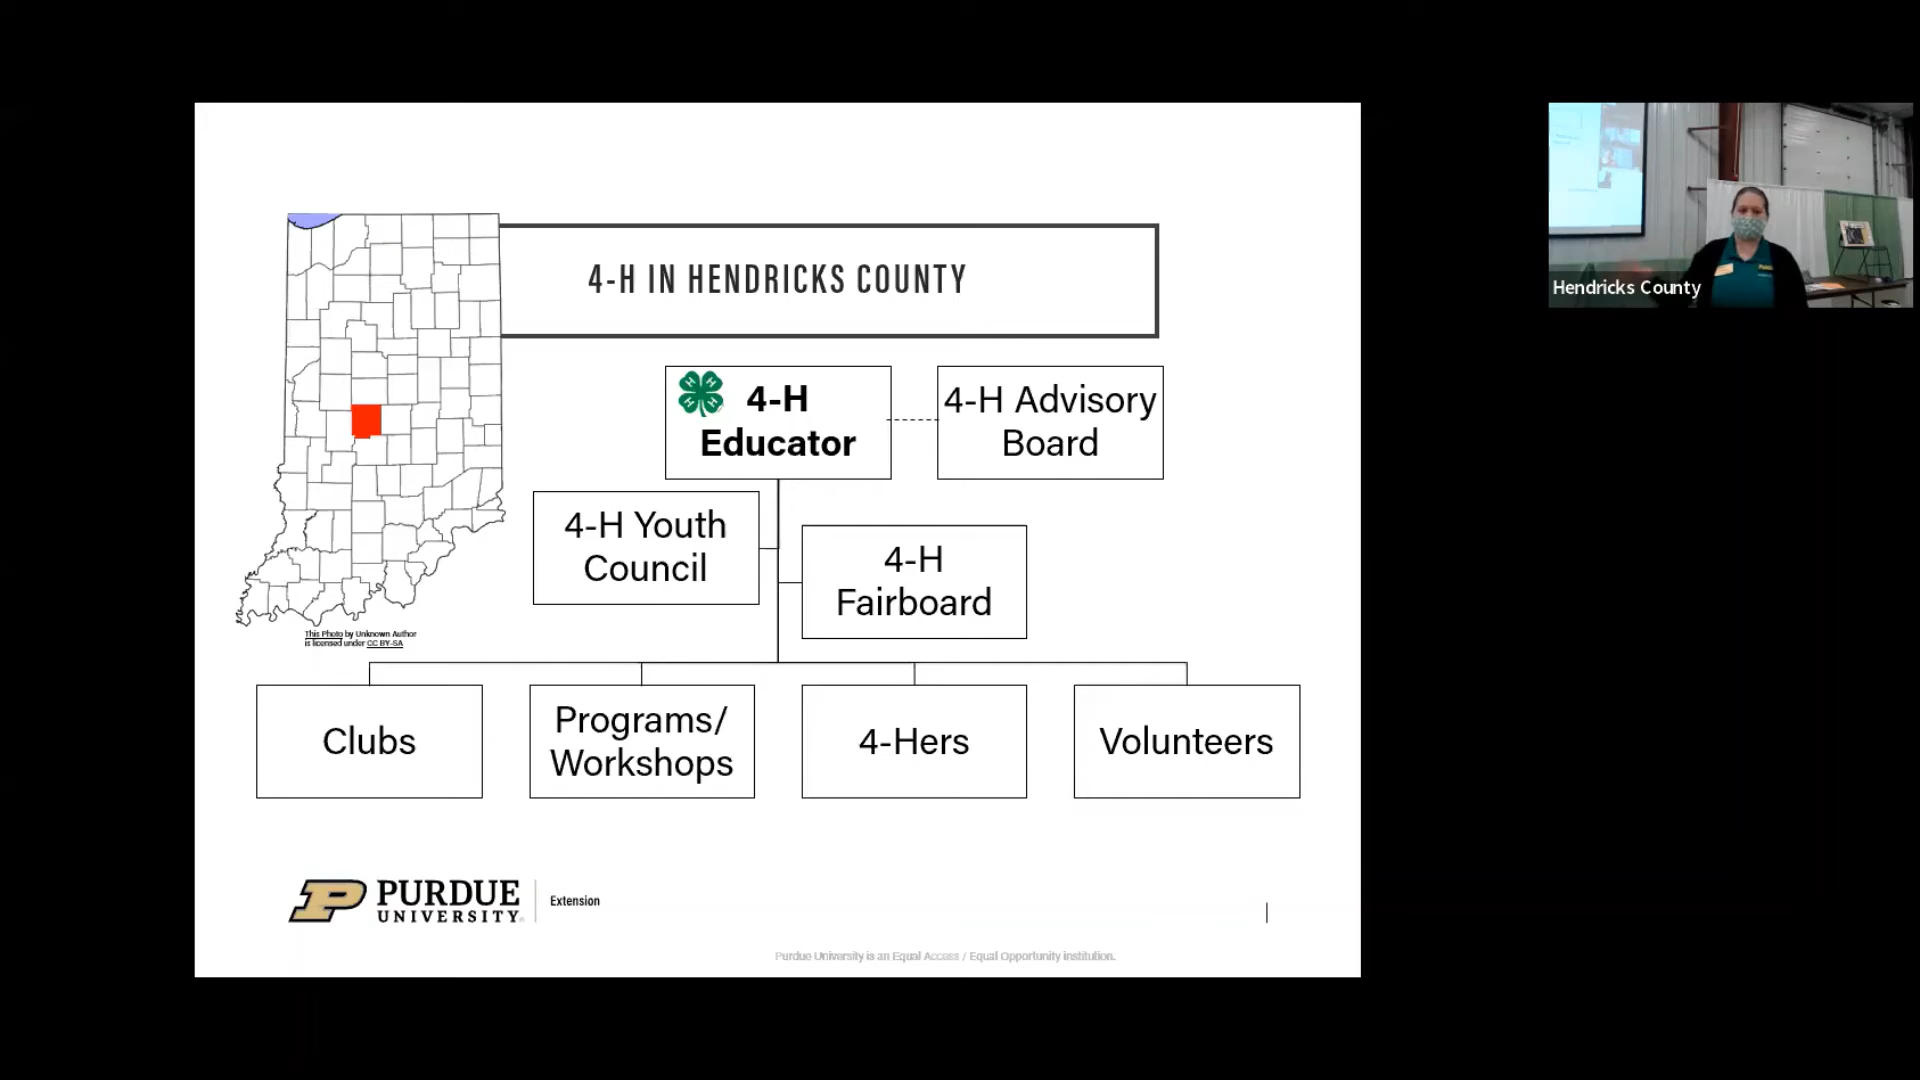 4-H IN HENDRICKS COUNTY
4-H
Educator
4-H Advisory
Board
4-H Youth
Council
4-H
Fairboard
This Photo by Unknown Author
is licensed under CC BY-SA
Clubs
Programs/
Workshops
4-Hers
Volunteers
PURDUE
UNIVERSITY®
Extension
Purdue University is an Equal Access / Equal Opportunity institution.
Hendricks County